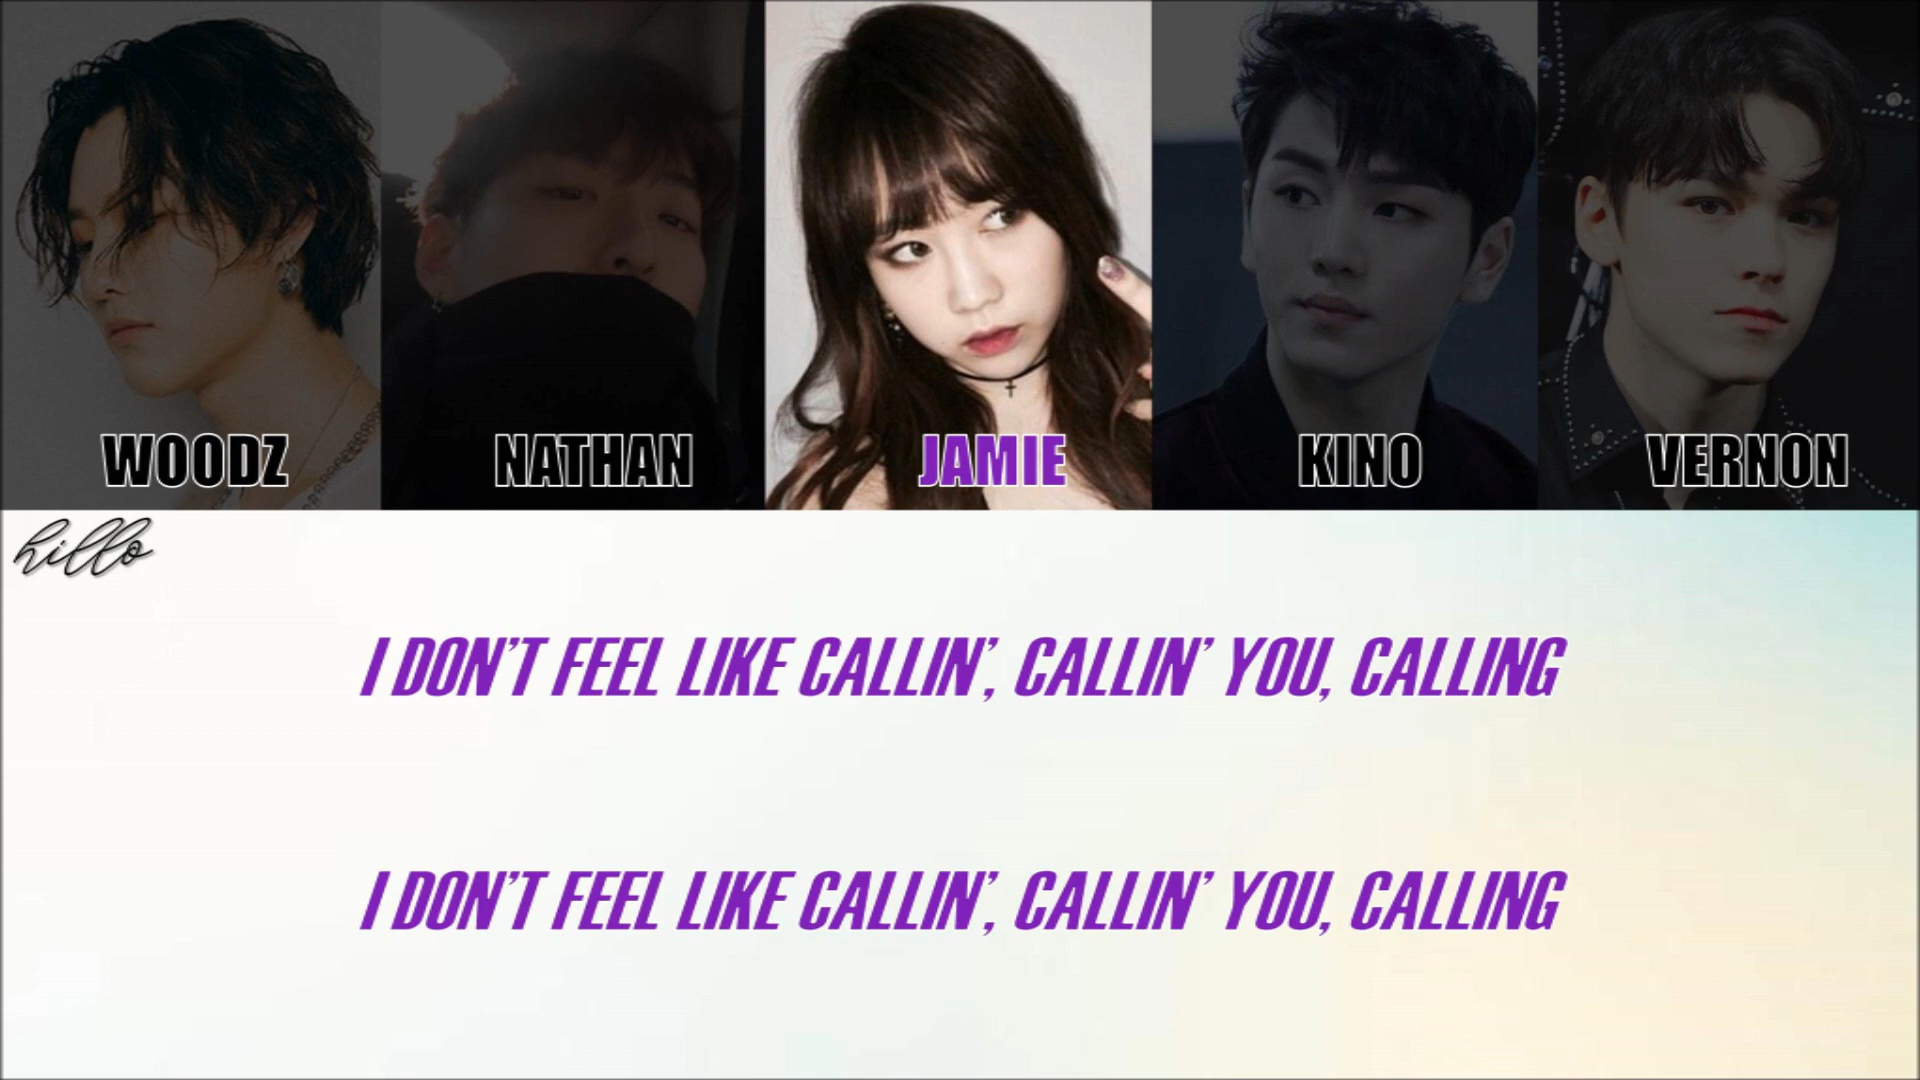 WOODZ NATHAN JAMIE KINO VERNON
hillo
I DON'T FEEL LIKE CALLIN', CALLIN' YOU, CALLING
I DON'T FEEL LIKE CALLIN', CALLIN' YOU, CALLING